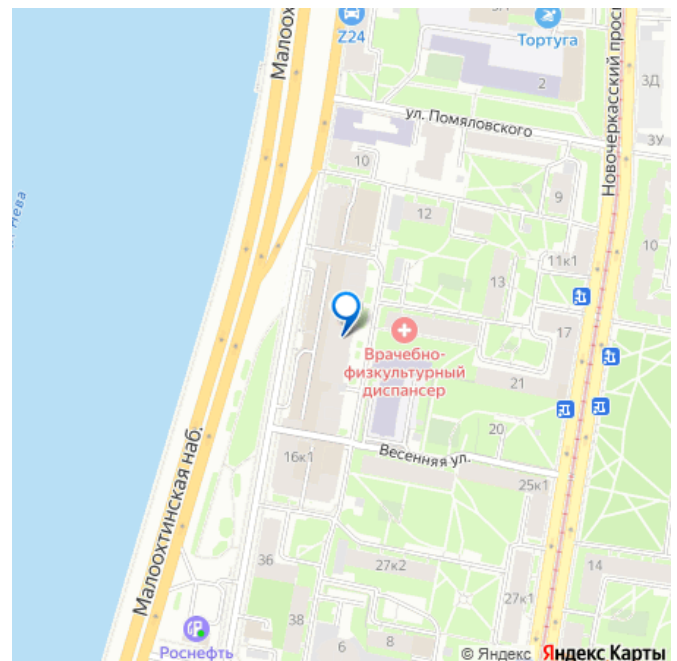 Малоох
Z24
Тортуга
2
Новочеркасский просп
3Д
3У
ул. Помяловского
10
9
12
р. Нева
11к1
10
13
17
Врачебно-
физкультурный
диспансер
21
20
Весенняя ул.
16к1
25к1
Малоохтинская наб.
36
27к2
14
38
27к1
6
8
Роснефть
© Яндекс Яндекс Карты